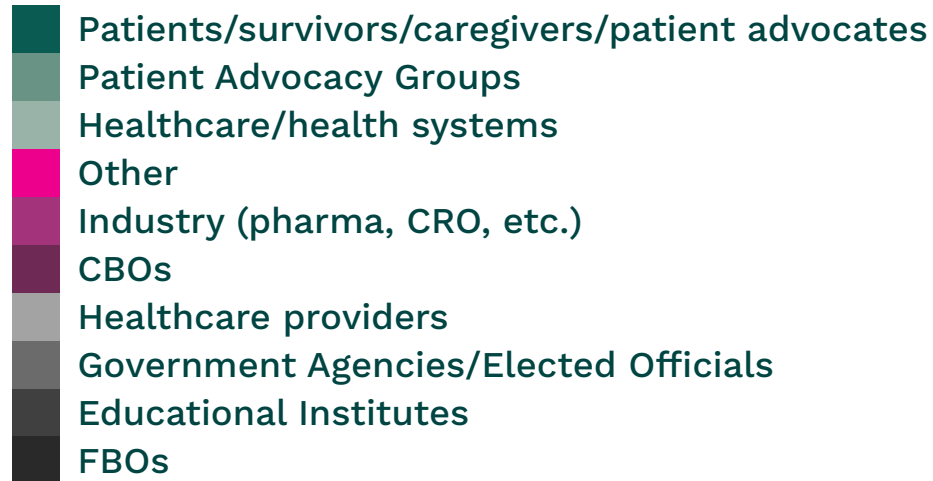 Patients/survivors/caregivers/patient advocates
Patient Advocacy Groups
Healthcare/health systems
Other
Industry (pharma, CRO, etc.)
CBOs
Healthcare providers
Government Agencies/Elected Officials
Educational Institutes
FBOs